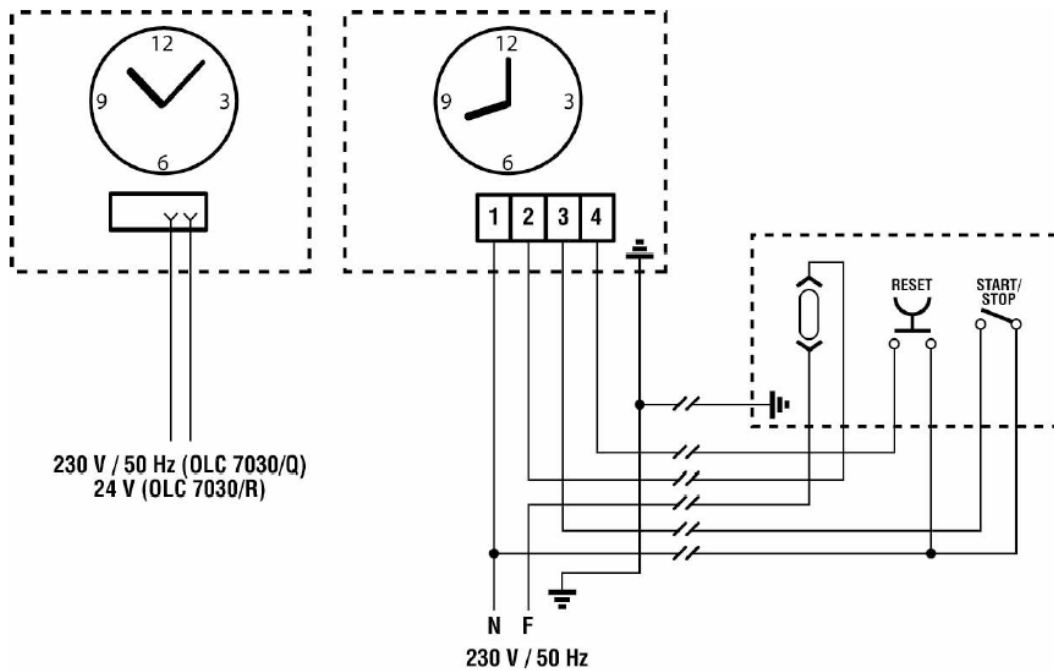 12
9 3
6
12
9 3
6
1 2 3 4
RESET
START/
STOP
230 V / 50 Hz (OLC 7030/Q)
24 V (OLC 7030/R)
N F
230 V / 50 Hz